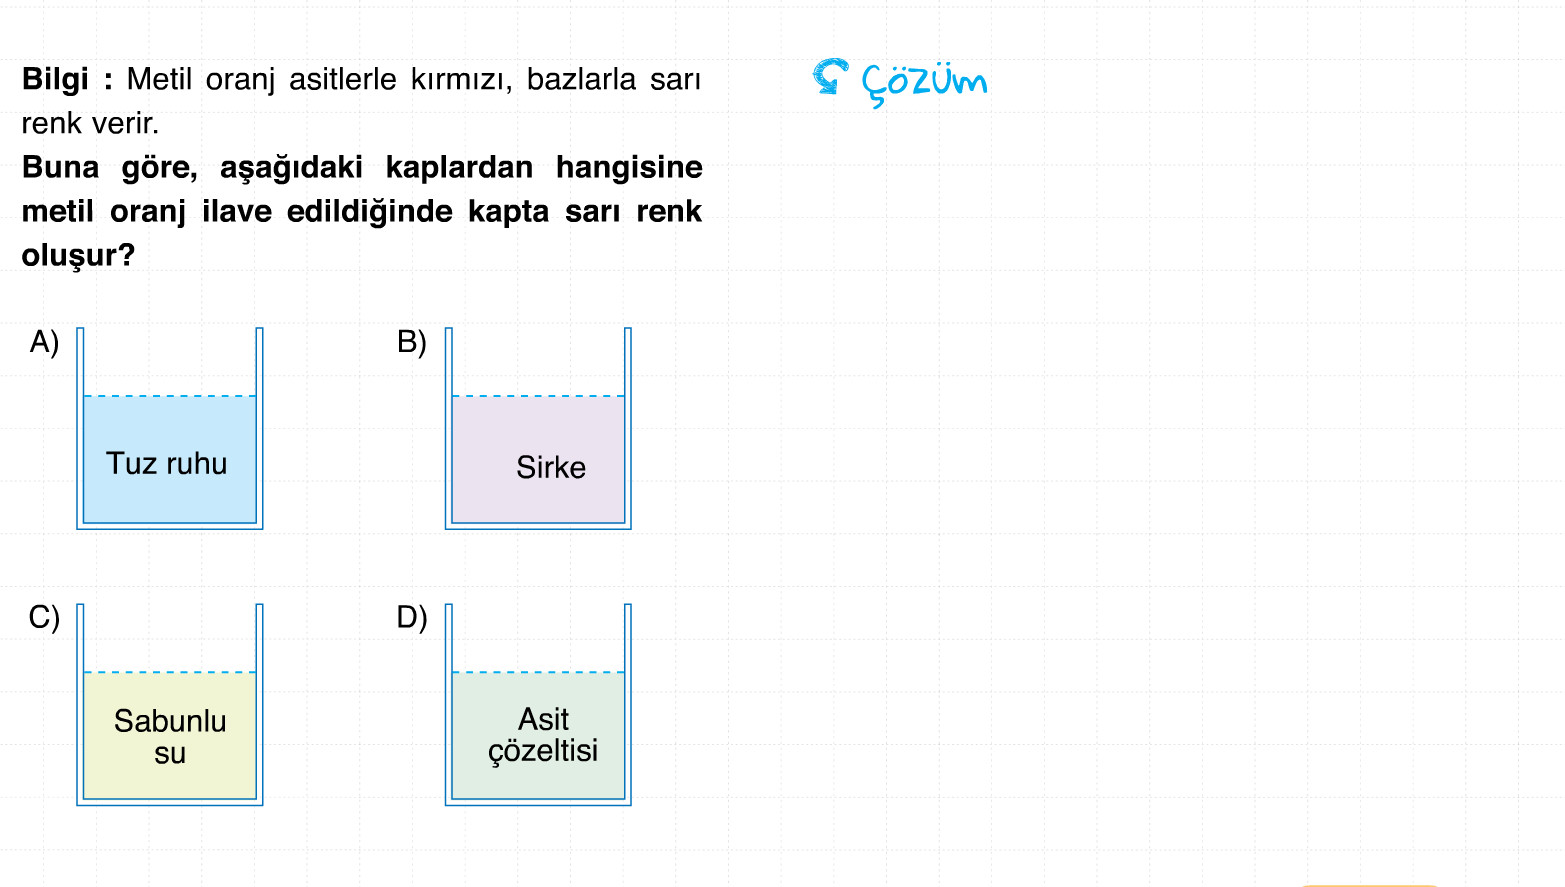 Bilgi : Metil oranj asitlerle kırmızı, bazlarla sarı
renk verir.
Buna göre, aşağıdaki kaplardan hangisine
metil oranj ilave edildiğinde kapta sarı renk
oluşur?
Çözüm
A)
Tuz ruhu
B)
Sirke
C)
Sabunlu
su
D)
Asit
çözeltisi